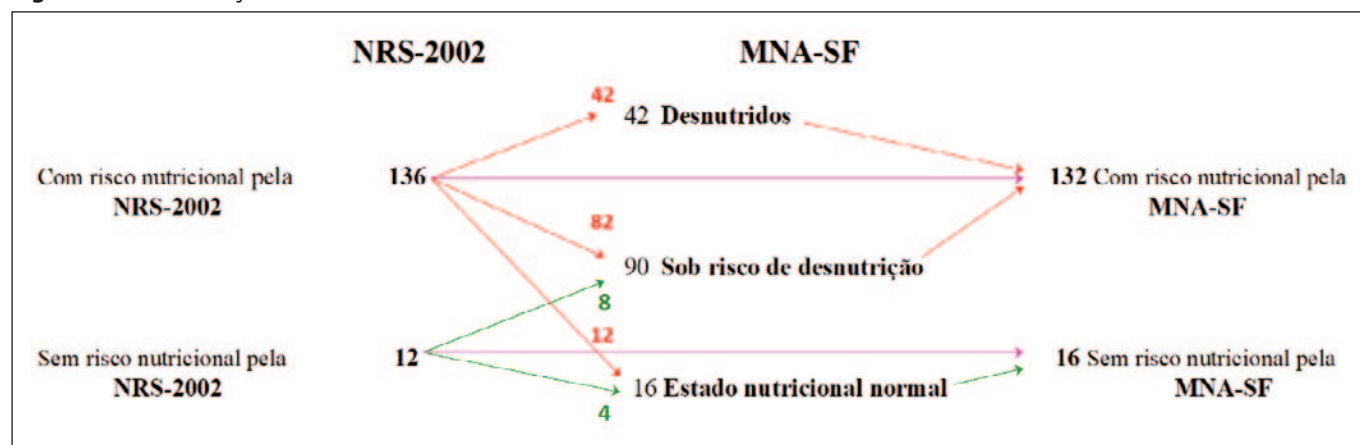 NRS-2002 MNA-SF
42
42 Desnutridos
Com risco nutricional pela
NRS-2002
136
132 Com risco nutricional pela
MNA-SF
82
90 Sob risco de desnutrição
8
12
Sem risco nutricional pela
NRS-2002
12
16 Sem risco nutricional pela
MNA-SF
16 Estado nutricional normal
4